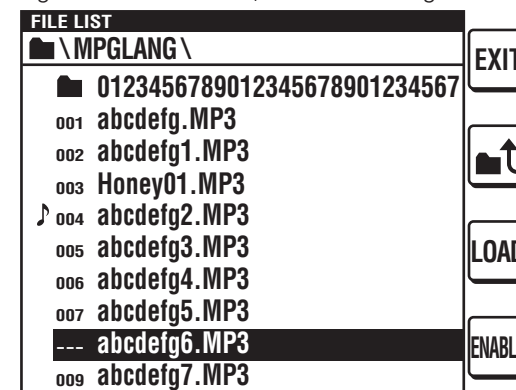 FILE LIST
\ MPGLANG \
0123456789012345678901234567
001 abcdefg.MP3
002 abcdefg1.MP3
003 Honey01.MP3
004 abcdefg2.MP3
005 abcdefg3.MP3
006 abcdefg4.MP3
007 abcdefg5.MP3
--- abcdefg6.MP3
009 abcdefg7.MP3
EXIT
LOAD